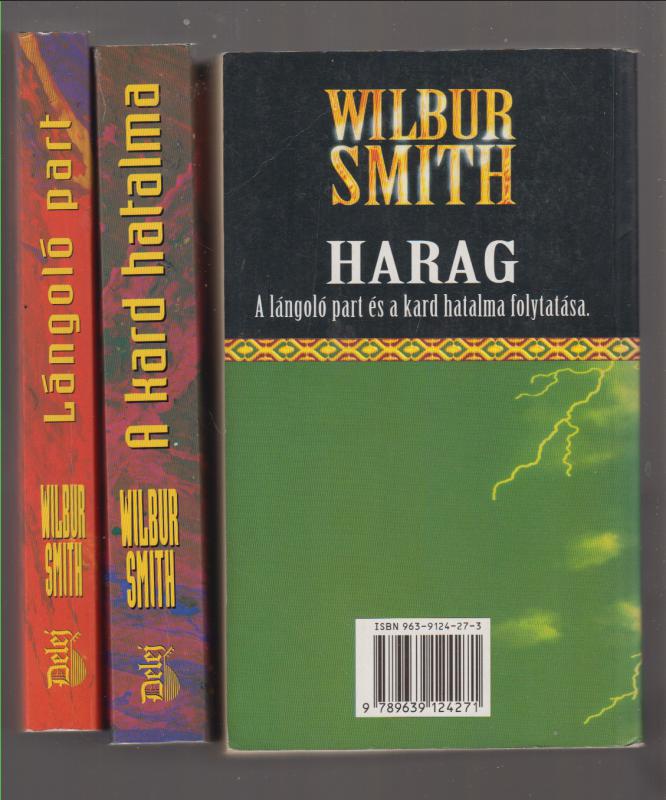 Lángoló part
WILBUR
SMITH
Delej
A kard hatalma
WILBUR
SMITH
Delej
WILBUR
SMITH
HARAG
A lángoló part és a kard hatalma folytatása.
ISBN 963-9124-27-3
9 789639 124271